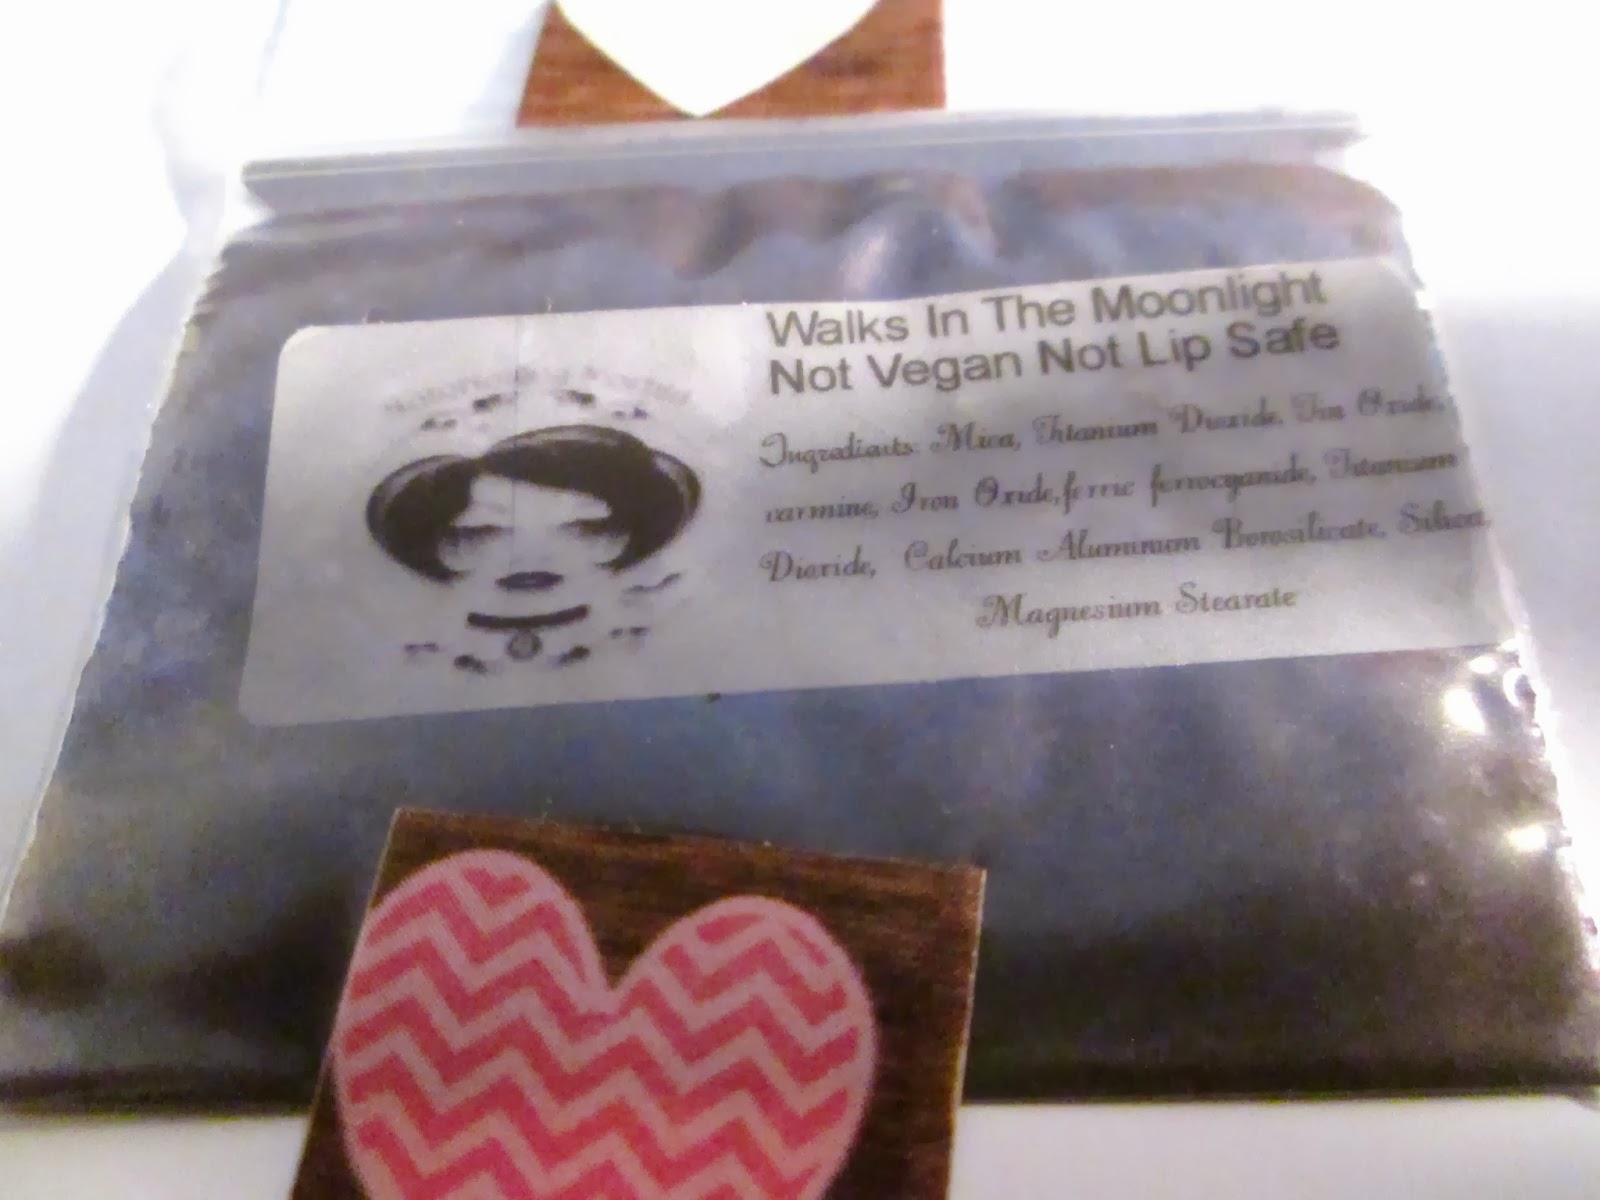 Walks In The Moonlight
Not Vegan Not Lip Safe
Ingrediants: Mica, Titanium Dioxide, Tin Oxide,
carmine, Iron Oxide, ferric ferrocyanide, Titanium
Dioxide, Calcium Aluminum Borosilicate, Silica,
Magnesium Stearate